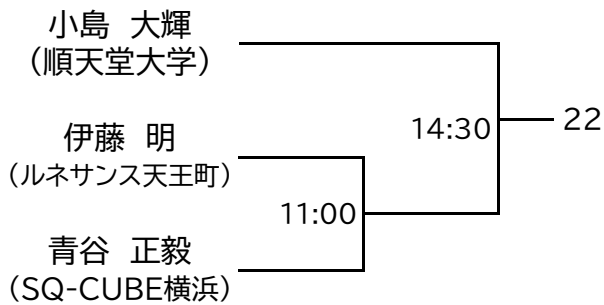 小島 大輝
（順天堂大学）
14:30
22
伊藤 明
（ルネサンス天王町）
11:00
青谷 正毅
（SQ-CUBE横浜）